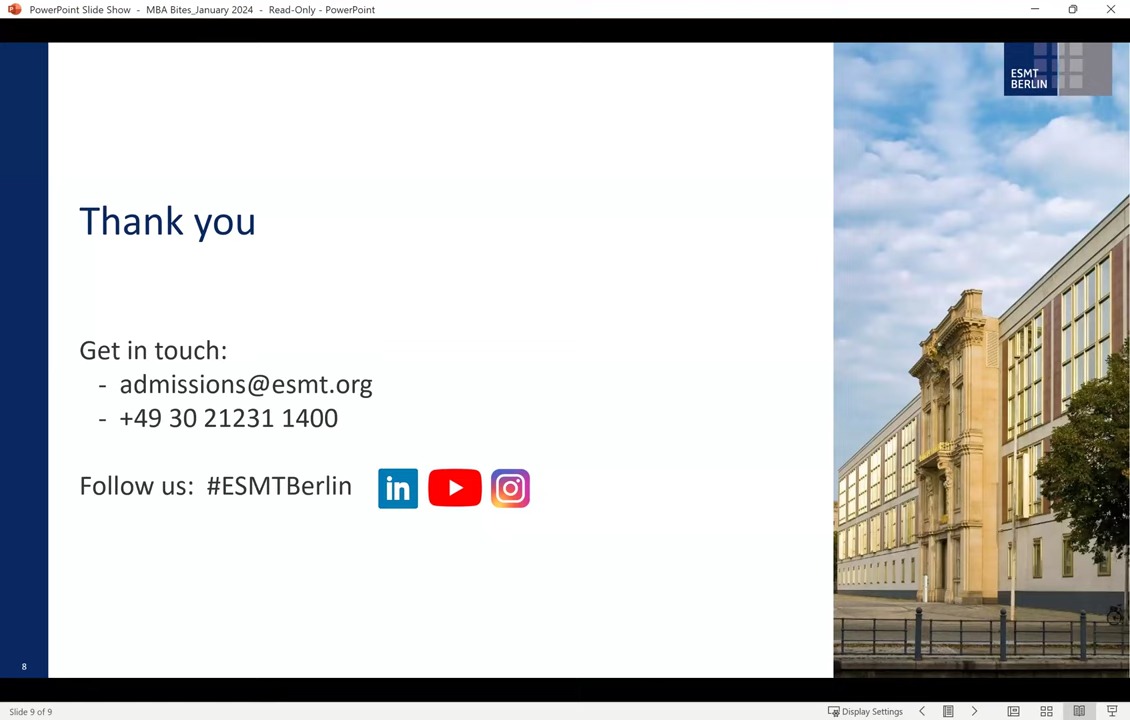 PowerPoint Slide Show - MBA Bites_January 2024 - Read-Only - PowerPoint
ESMT
BERLIN
Thank you
Get in touch:
- admissions@esmt.org
- +49 30 21231 1400
Follow us: #ESMTBerlin
in
8
Slide 9 of 9
Display Settings